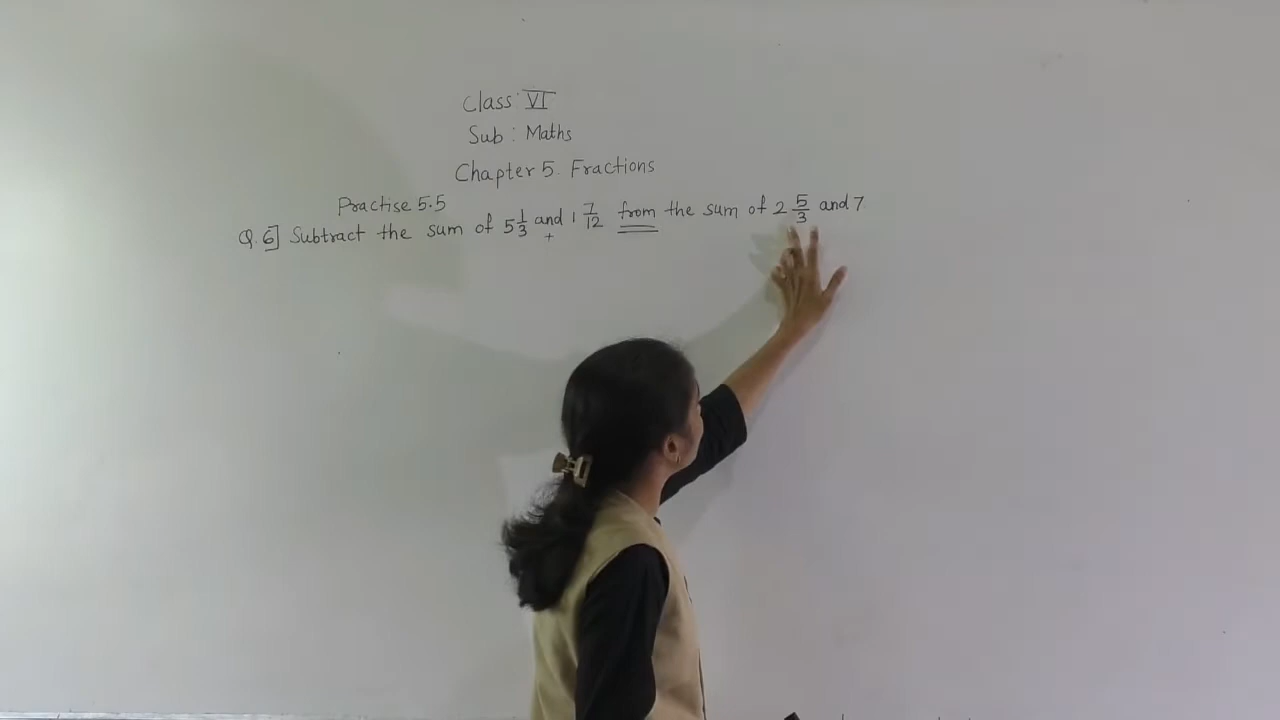 Class VI
Sub : Maths
Chapter 5. Fractions
Practise 5.5
Q.6] Subtract the sum of 5 1/3 and 1 7/12 from the sum of 2 5/3 and 7
+